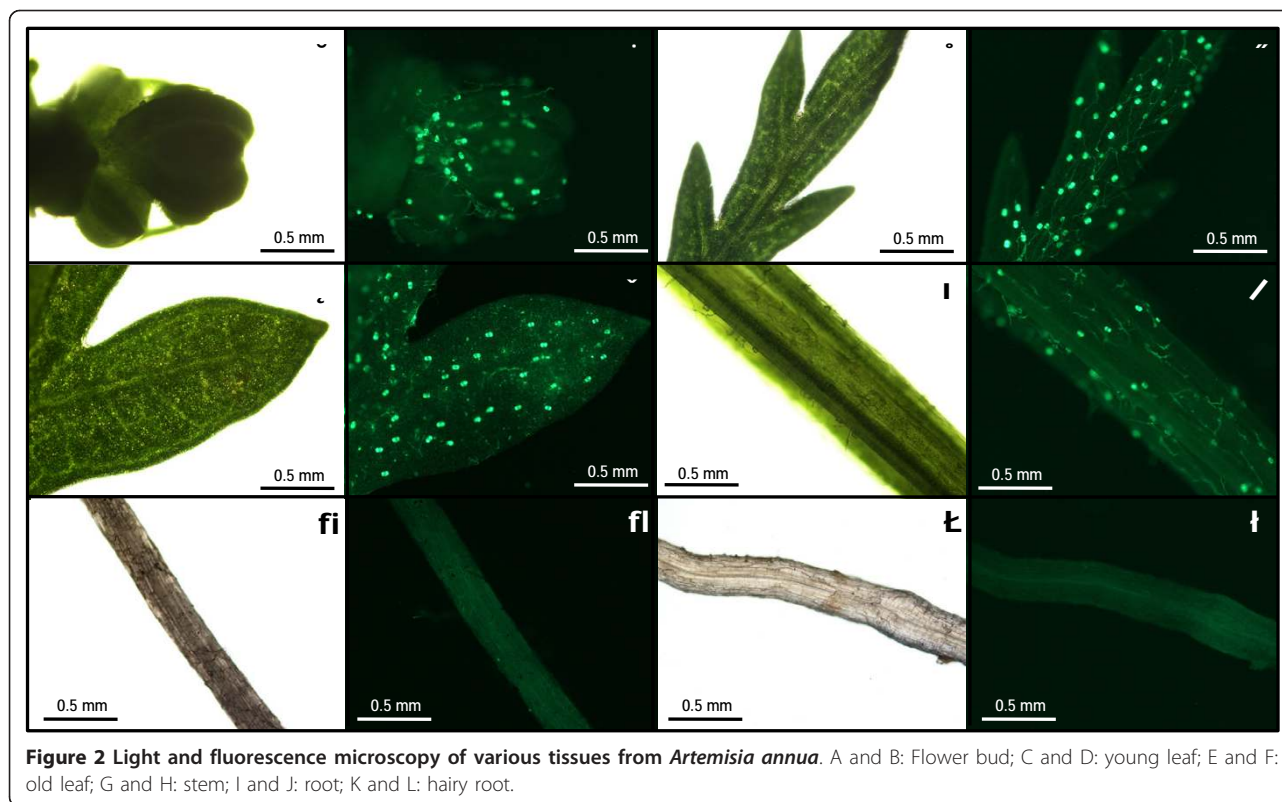 0.5 mm 0.5 mm 0.5 mm 0.5 mm
0.5 mm 0.5 mm 0.5 mm 0.5 mm
fi fl Ł ł
0.5 mm 0.5 mm 0.5 mm 0.5 mm
Figure 2 Light and fluorescence microscopy of various tissues from Artemisia annua. A and B: Flower bud; C and D: young leaf; E and F:
old leaf; G and H: stem; I and J: root; K and L: hairy root.